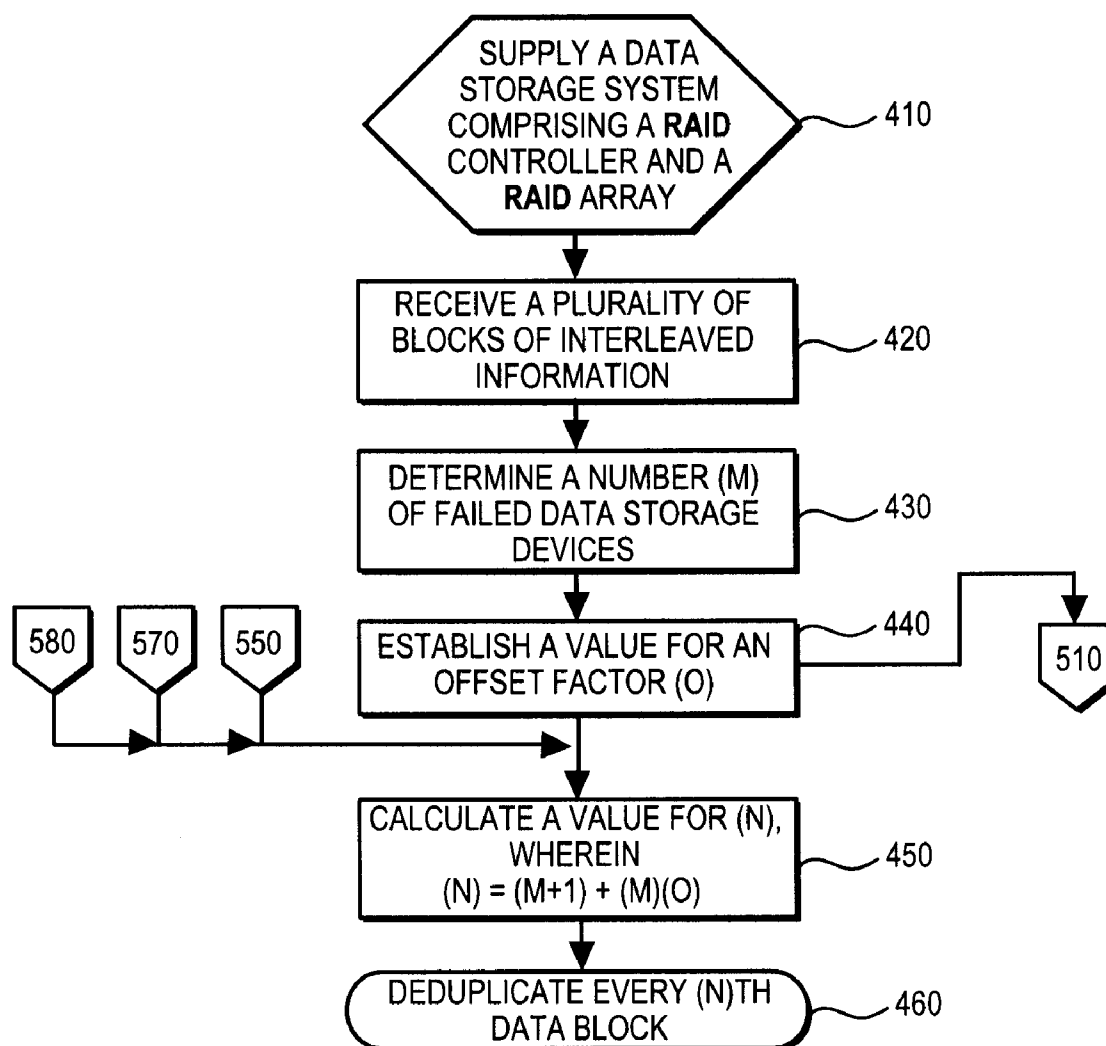 SUPPLY A DATA
STORAGE SYSTEM
COMPRISING A RAID
CONTROLLER AND A
RAID ARRAY
410
RECEIVE A PLURALITY OF
BLOCKS OF INTERLEAVED
INFORMATION
420
DETERMINE A NUMBER (M)
OF FAILED DATA STORAGE
DEVICES
430
580
570
550
ESTABLISH A VALUE FOR AN
OFFSET FACTOR (O)
440
510
CALCULATE A VALUE FOR (N),
WHEREIN
(N) = (M+1) + (M)(O)
450
DEDUPLICATE EVERY (N)TH
DATA BLOCK
460